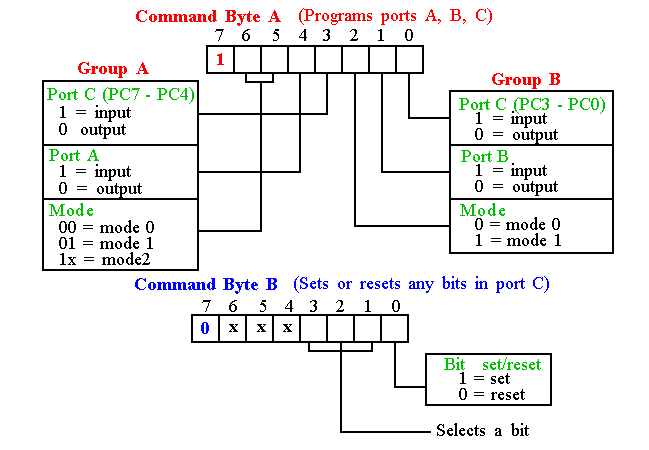 Command Byte A (Programs ports A, B, C)
7 6 5 4 3 2 1 0
1
Group A
Port C (PC7 - PC4)
1 = input
0 output
Port A
1 = input
0 = output
Mode
00 = mode 0
01 = mode 1
1x = mode2
Group B
Port C (PC3 - PC0)
1 = input
0 = output
Port B
1 = input
0 = output
Mode
0 = mode 0
1 = mode 1
Command Byte B (Sets or resets any bits in port C)
7 6 5 4 3 2 1 0
0 x x x
Bit set/reset
1 = set
0 = reset
Selects a bit